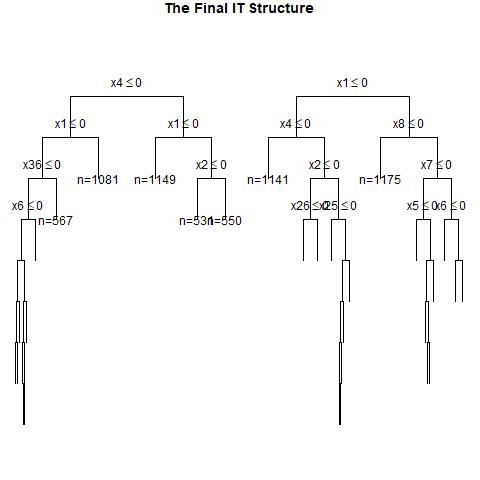 The Final IT Structure
x4 ≤ 0 x1 ≤ 0
x1 ≤ 0 x1 ≤ 0 x4 ≤ 0 x8 ≤ 0
x36 ≤ 0 x2 ≤ 0 x2 ≤ 0 x7 ≤ 0
n=1081 n=1149 n=1141 n=1175
x6 ≤ 0 x26 ≤ 0 x25 ≤ 0 x5 ≤ 0 x6 ≤ 0
n=567 n=531 n=550